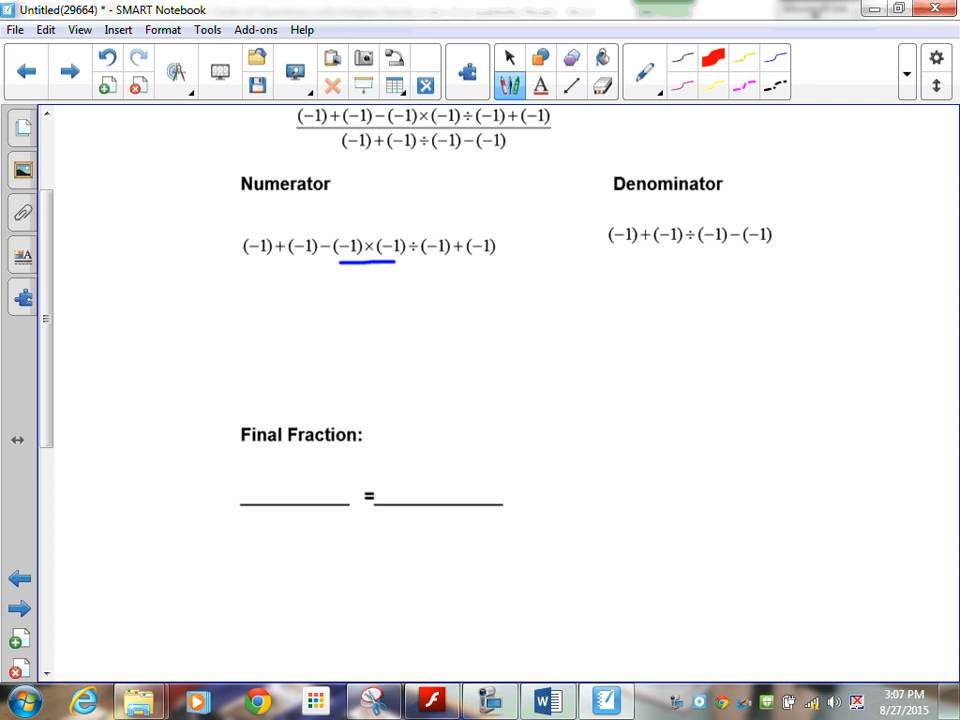 Untitled(29664) * - SMART Notebook
File Edit View Insert Format Tools Add-ons Help
(−1)+(−1)−(−1)×(−1)÷(−1)+(−1)
(−1)+(−1)÷(−1)−(−1)
Numerator
Denominator
(−1)+(−1)−(−1)×(−1)÷(−1)+(−1)
(−1)+(−1)÷(−1)−(−1)
Final Fraction:
=
3:07 PM
8/27/2015